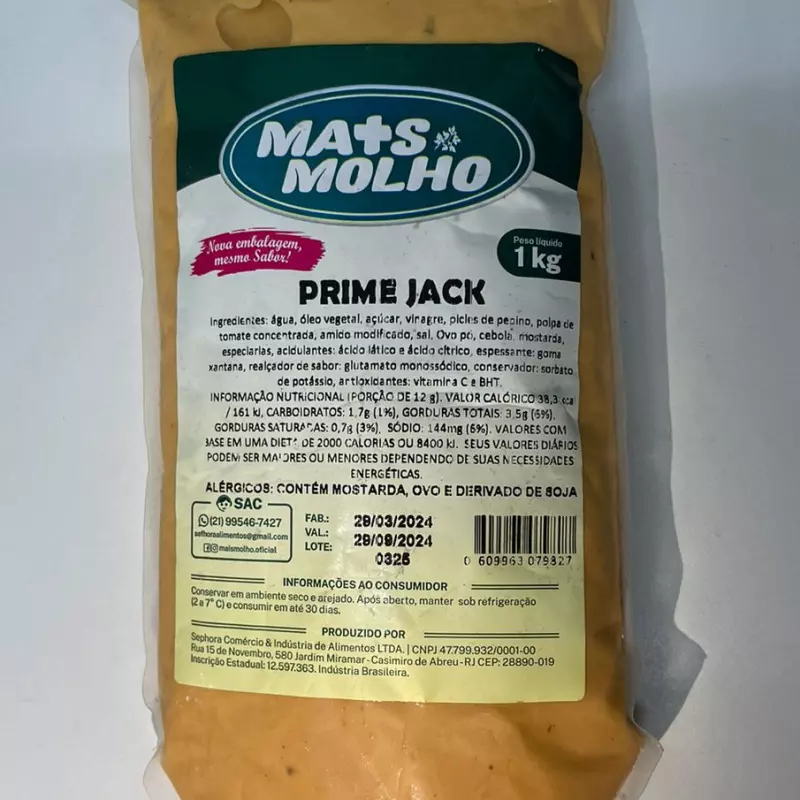 MAIS
MOLHO
Nova embalagem,
mesmo Sabor!
Peso líquido
1 kg
PRIME JACK
Ingredientes: água, óleo vegetal, açúcar, vinagre, picles de pepino, polpa de
tomate concentrada, amido modificado, sal, Ovo pó, cebola, mostarda,
especiarias, acidulantes: ácido lático e ácido cítrico, espessante: goma
xantana, realçador de sabor: glutamato monossódico, conservador: sorbato
de potássio, antioxidantes: vitamina C e BHT.
INFORMAÇÃO NUTRICIONAL (PORÇÃO DE 12 g). VALOR CALÓRICO 38,3 kcal
/ 161 kJ, CARBOIDRATOS: 1,7g (1%), GORDURAS TOTAIS: 3,5g (6%).
GORDURAS SATURADAS: 0,7g (3%), SÓDIO: 144mg (6%). VALORES COM
BASE EM UMA DIETA DE 2000 CALORIAS OU 8400 kJ. SEUS VALORES DIÁRIOS
PODEM SER MAIORES OU MENORES DEPENDENDO DE SUAS NECESSIDADES
ENERGÉTICAS.
ALÉRGICOS: CONTÉM MOSTARDA, OVO E DERIVADO DE SOJA
SAC
(21) 99546-7427
sefhoraalimentos@gmail.com
@maismolho.oficial
FAB.: 29/03/2024
VAL.: 29/09/2024
LOTE: 0325
0 609963 079827
INFORMAÇÕES AO CONSUMIDOR
Conservar em ambiente seco e arejado. Após aberto, manter sob refrigeração
(2 a 7° C) e consumir em até 30 dias.
PRODUZIDO POR
Sephora Comércio & Indústria de Alimentos LTDA. | CNPJ 47.799.932/0001-00
Rua 15 de Novembro, 580 Jardim Miramar - Casimiro de Abreu - RJ CEP: 28890-019
Inscrição Estadual: 12.597.363. Indústria Brasileira.